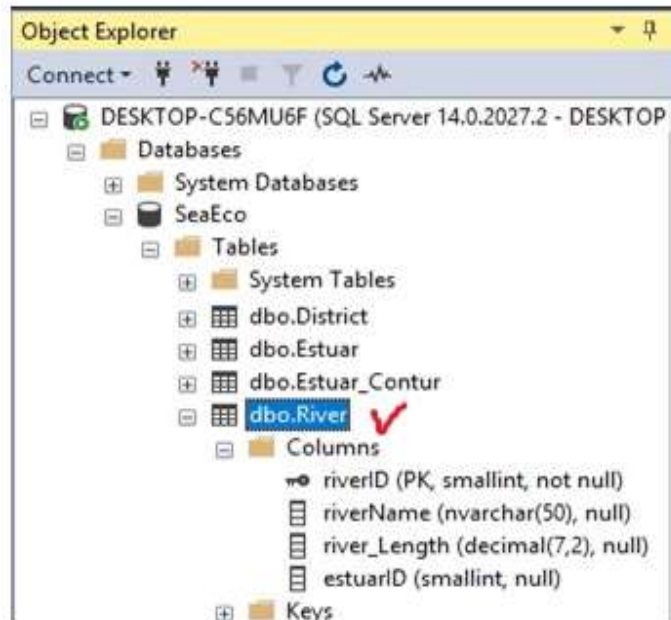 Object Explorer
Connect
DESKTOP-C56MU6F (SQL Server 14.0.2027.2 - DESKTOP
Databases
System Databases
SeaEco
Tables
System Tables
dbo.District
dbo.Estuar
dbo.Estuar_Contur
dbo.River
Columns
riverID (PK, smallint, not null)
riverName (nvarchar(50), null)
river_Length (decimal(7,2), null)
estuarID (smallint, null)
Keys